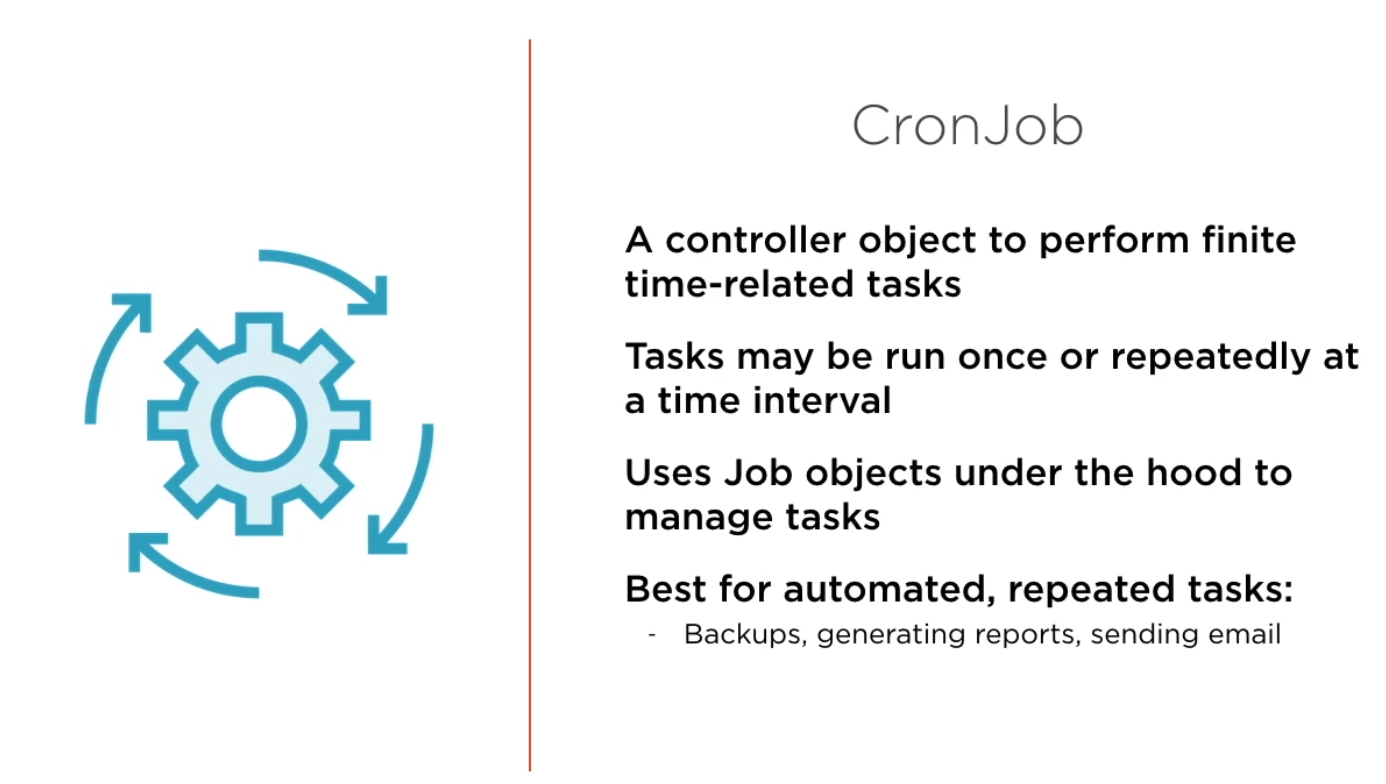 CronJob
A controller object to perform finite
time-related tasks
Tasks may be run once or repeatedly at
a time interval
Uses Job objects under the hood to
manage tasks
Best for automated, repeated tasks:
- Backups, generating reports, sending email